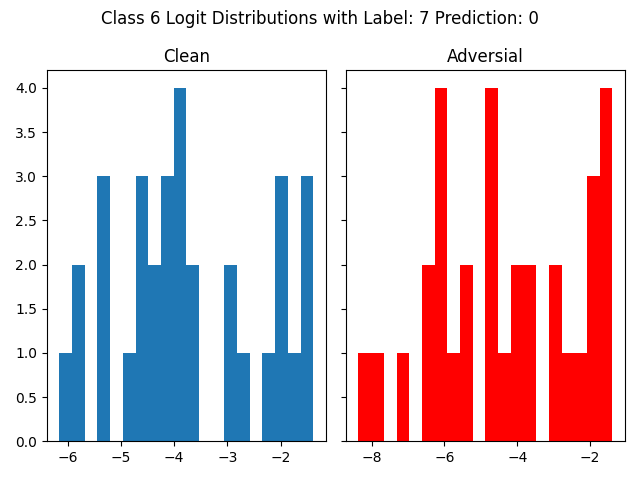 Class 6 Logit Distributions with Label: 7 Prediction: 0
Clean
Adversial
4.0
3.5
3.0
2.5
2.0
1.5
1.0
0.5
0.0
−6 −5 −4 −3 −2
−8 −6 −4 −2